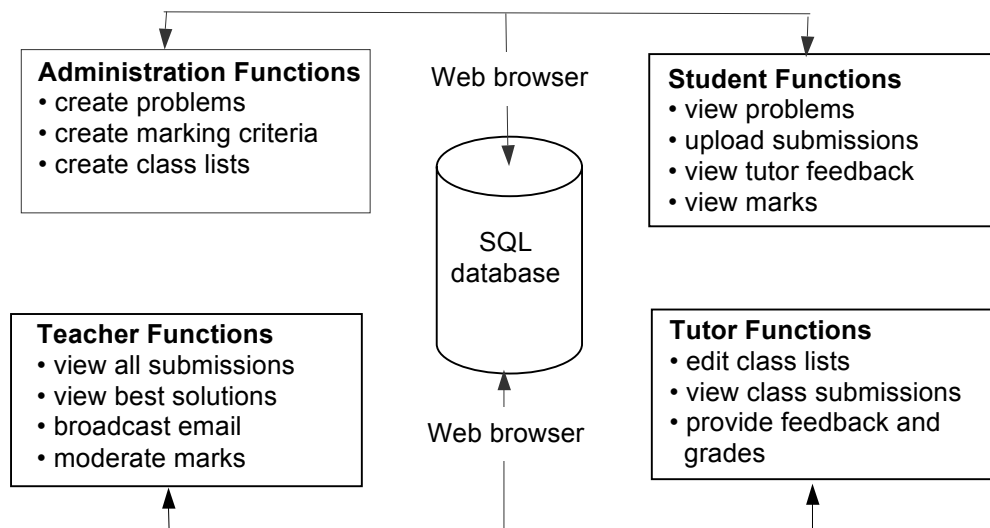 Administration Functions
• create problems
• create marking criteria
• create class lists
Web browser
Student Functions
• view problems
• upload submissions
• view tutor feedback
• view marks
SQL
database
Teacher Functions
• view all submissions
• view best solutions
• broadcast email
• moderate marks
Web browser
Tutor Functions
• edit class lists
• view class submissions
• provide feedback and
grades